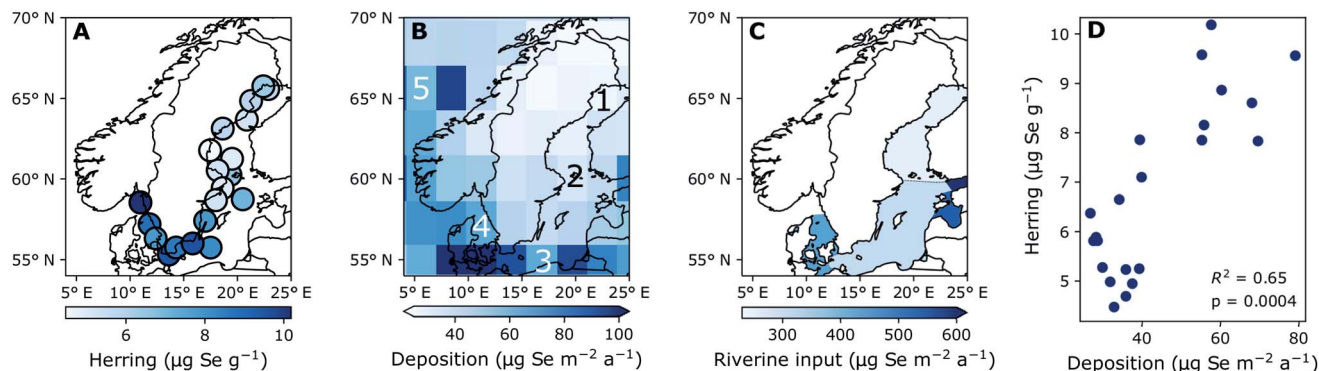 A
70° N
65° N
60° N
55° N
5° E
10° E
15° E
20° E
25° E
6
8
10
Herring (µg Se g⁻¹)
B
70° N
65° N
60° N
55° N
5
1
2
4
3
5° E
10° E
15° E
20° E
25° E
40
60
80
100
Deposition (µg Se m⁻² a⁻¹)
C
70° N
65° N
60° N
55° N
5° E
10° E
15° E
20° E
25° E
300
400
500
600
Riverine input (µg Se m⁻² a⁻¹)
D
Herring (µg Se g⁻¹)
10
9
8
7
6
5
R² = 0.65
p = 0.0004
40
60
80
Deposition (µg Se m⁻² a⁻¹)